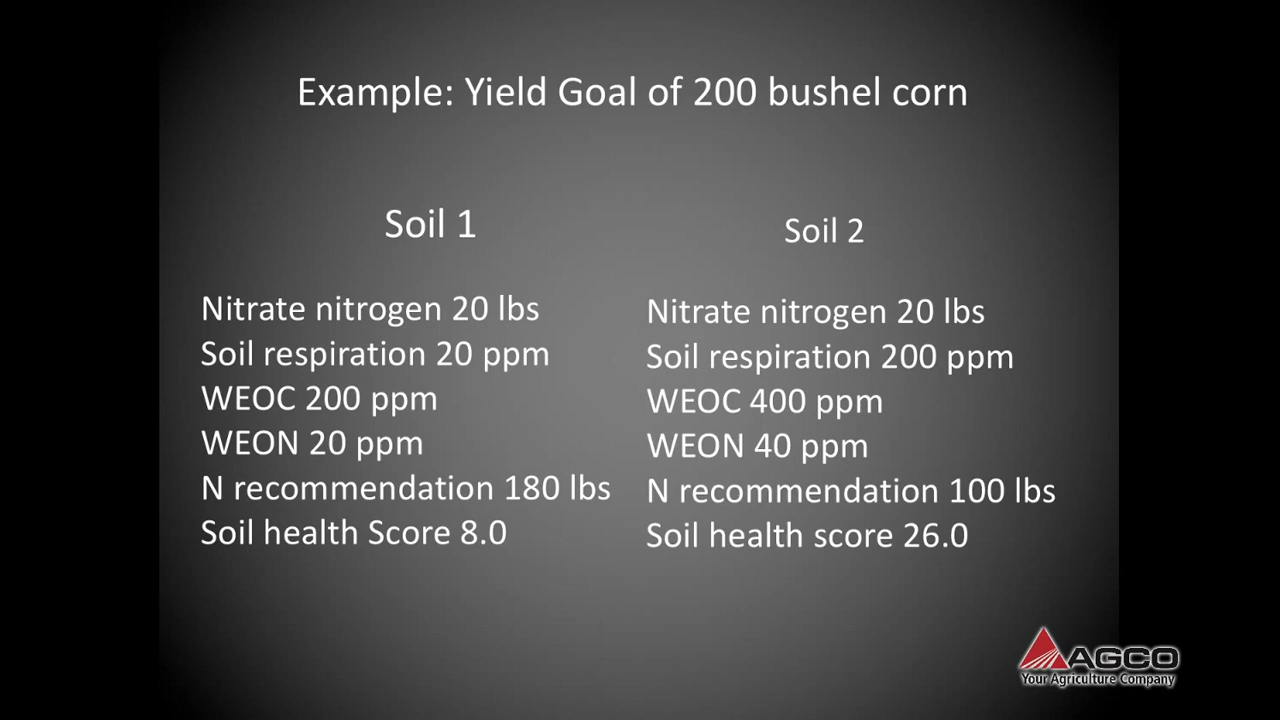 Example: Yield Goal of 200 bushel corn
Soil 1
Nitrate nitrogen 20 lbs
Soil respiration 20 ppm
WEOC 200 ppm
WEON 20 ppm
N recommendation 180 lbs
Soil health Score 8.0
Soil 2
Nitrate nitrogen 20 lbs
Soil respiration 200 ppm
WEOC 400 ppm
WEON 40 ppm
N recommendation 100 lbs
Soil health score 26.0
AGCO
Your Agriculture Company